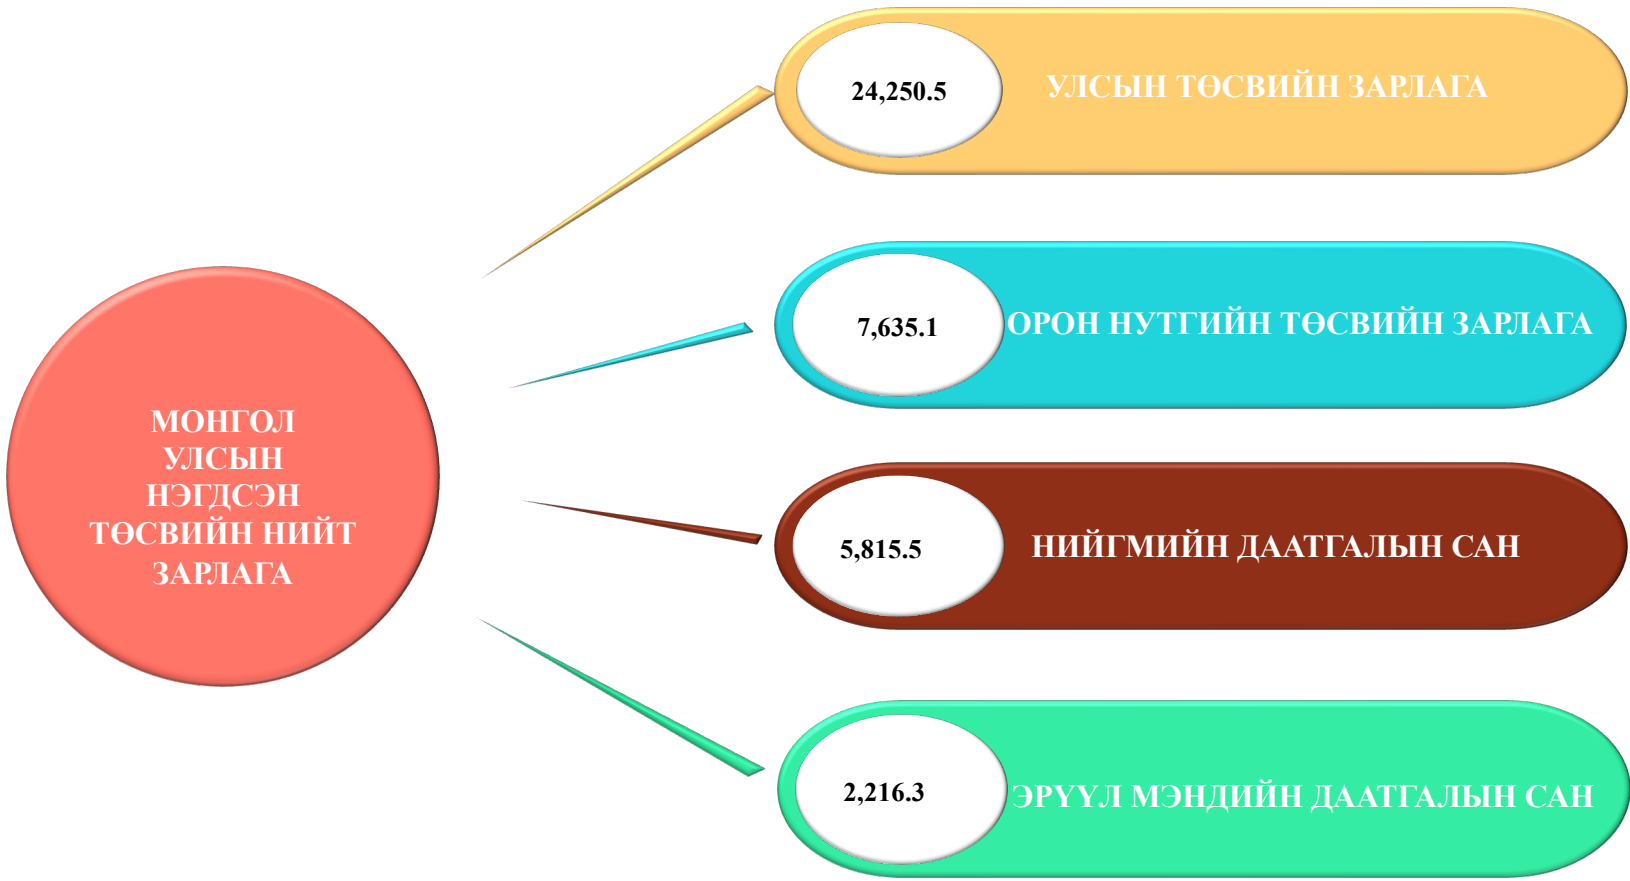 МОНГОЛ
УЛСЫН
НЭГДСЭН
ТӨСВИЙН НИЙТ
ЗАРЛАГА
24,250.5
УЛСЫН ТӨСВИЙН ЗАРЛАГА
7,635.1
ОРОН НУТГИЙН ТӨСВИЙН ЗАРЛАГА
5,815.5
НИЙГМИЙН ДААТГАЛЫН САН
2,216.3
ЭРҮҮЛ МЭНДИЙН ДААТГАЛЫН САН